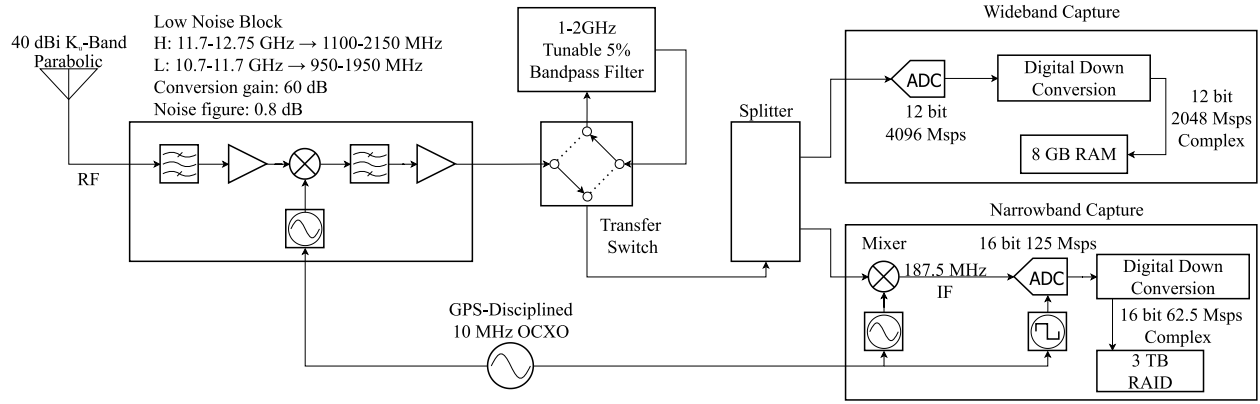 40 dBi Ku-Band
Parabolic
RF
Low Noise Block
H: 11.7-12.75 GHz → 1100-2150 MHz
L: 10.7-11.7 GHz → 950-1950 MHz
Conversion gain: 60 dB
Noise figure: 0.8 dB
1-2GHz
Tunable 5%
Bandpass Filter
Transfer
Switch
GPS-Disciplined
10 MHz OCXO
Splitter
Wideband Capture
ADC
12 bit
4096 Msps
Digital Down
Conversion
12 bit
2048 Msps
Complex
8 GB RAM
Narrowband Capture
Mixer
187.5 MHz
IF
16 bit 125 Msps
ADC
Digital Down
Conversion
16 bit 62.5 Msps
Complex
3 TB
RAID